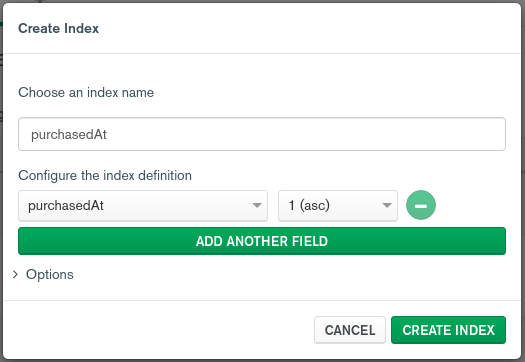 Create Index
Choose an index name
purchasedAt
Configure the index definition
purchasedAt 1 (asc)
ADD ANOTHER FIELD
Options
CANCEL CREATE INDEX